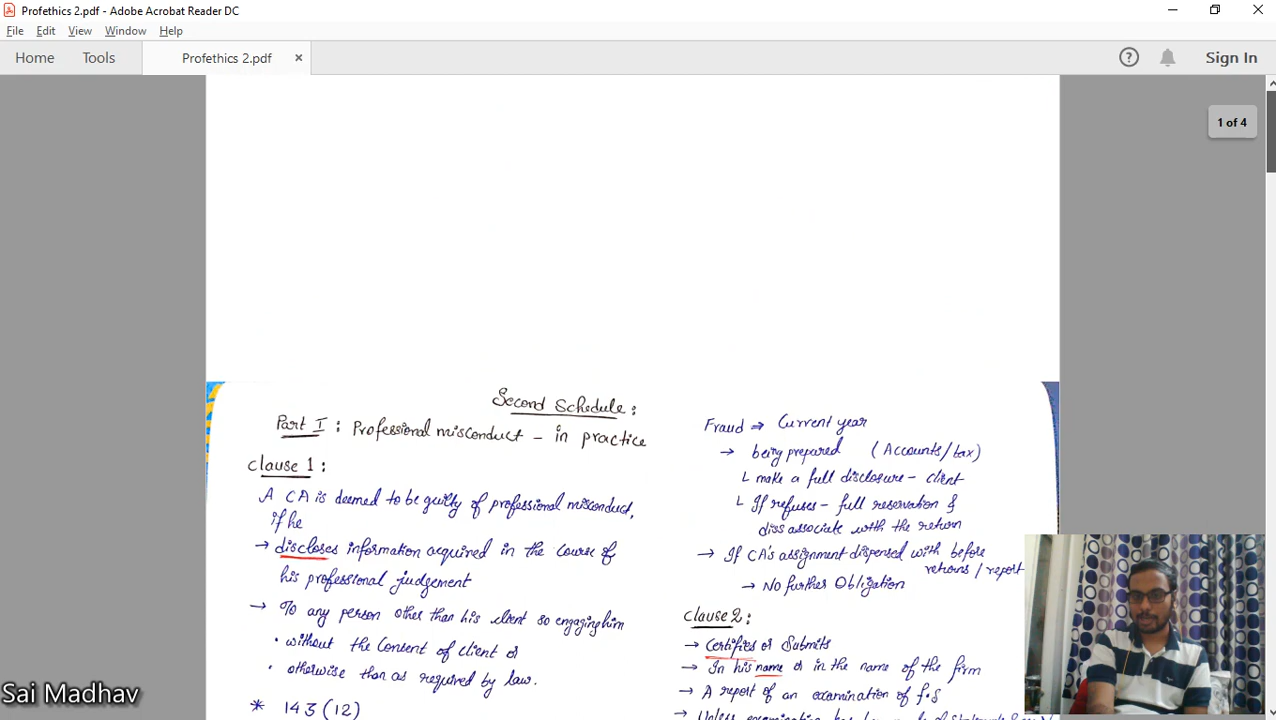 Profethics 2.pdf - Adobe Acrobat Reader DC
File Edit View Window Help
Home Tools Profethics 2.pdf × ? Sign In
1 of 4
Second Schedule:
Part I : Professional misconduct - in practice
Clause 1:
A CA is deemed to be guilty of professional misconduct,
if he
→ discloses information acquired in the course of
his professional judgement
→ To any person other than his client so engaging him
• without the Consent of client or
• otherwise than as required by law.
* 143 (12)
Fraud ⇒ Current year
→ being prepared (Accounts/tax)
L make a full disclosure - client
L If refuses - full reservation &
diss associate with the return
→ If CA's assignment dispensed with before
retrons / report
→ No further Obligation
Clause 2:
→ Certifies or Submits
→ In his name or in the name of the firm
→ A report of an examination of f.s
→ Unless examination
Sai Madhav